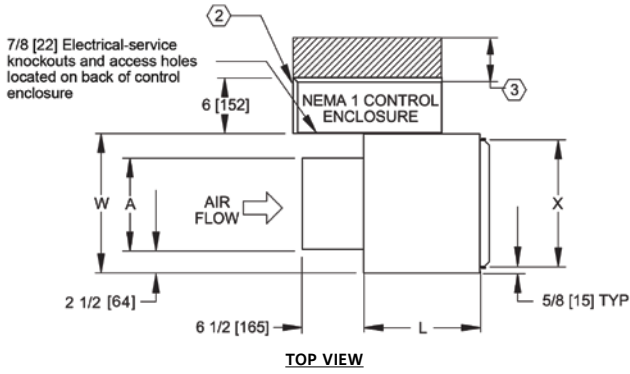 2
7/8 [22] Electrical-service
knockouts and access holes
located on back of control
enclosure
3
6 [152]
NEMA 1 CONTROL
ENCLOSURE
W
A
AIR
FLOW
X
2 1/2 [64]
5/8 [15] TYP
6 1/2 [165]
L
TOP VIEW